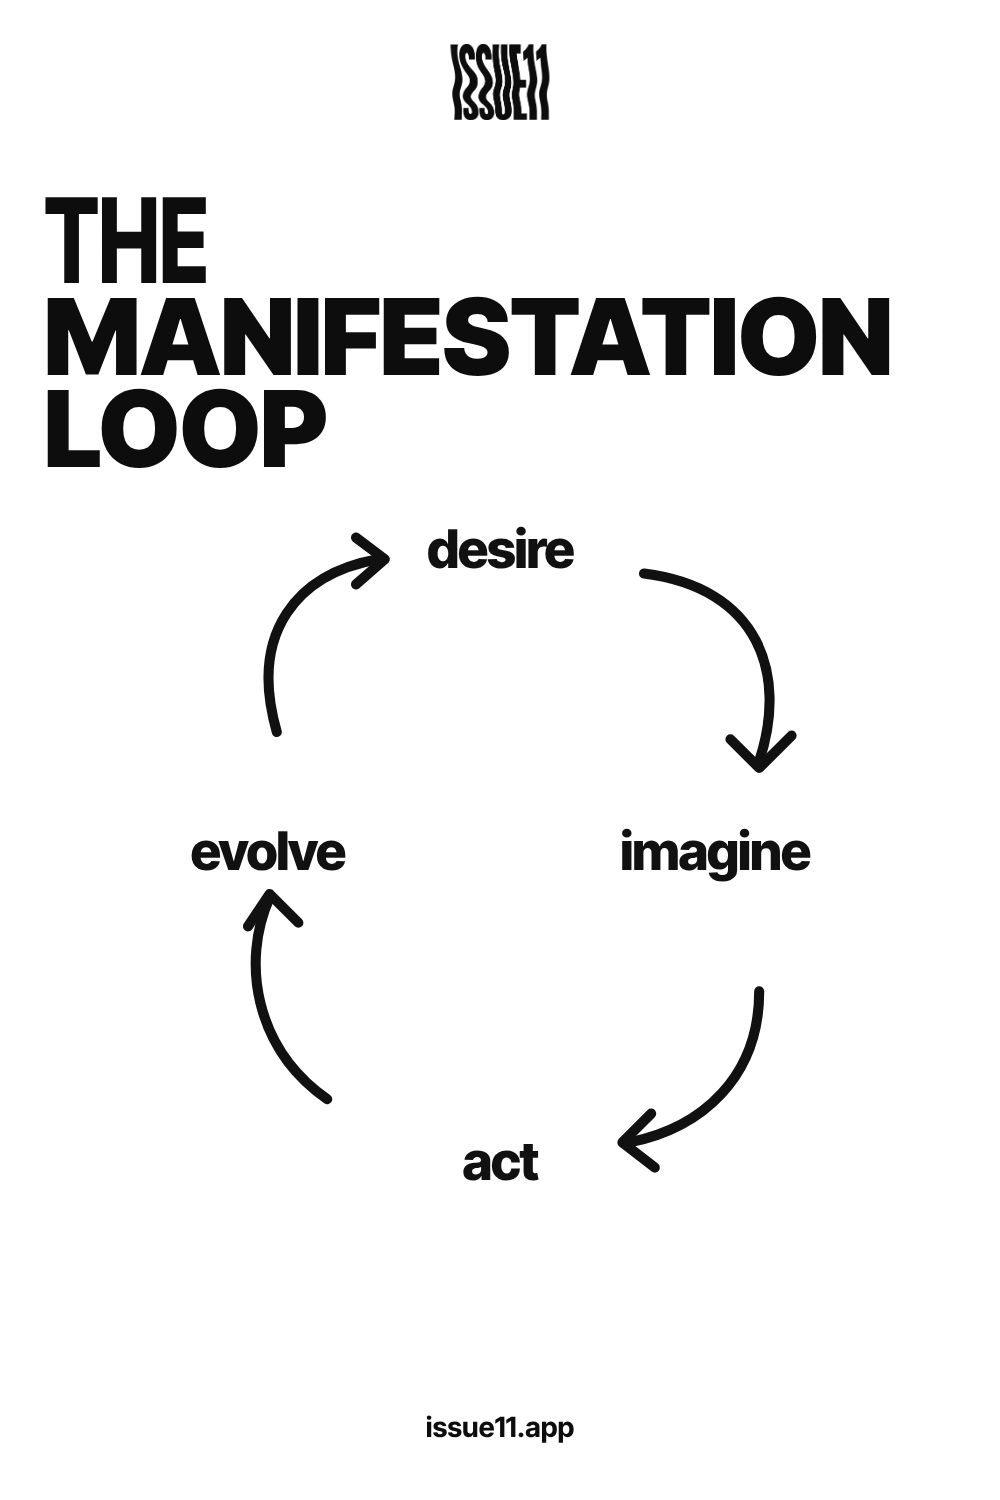 ISSUE11
THE
MANIFESTATION
LOOP
desire
evolve
imagine
act
issue11.app